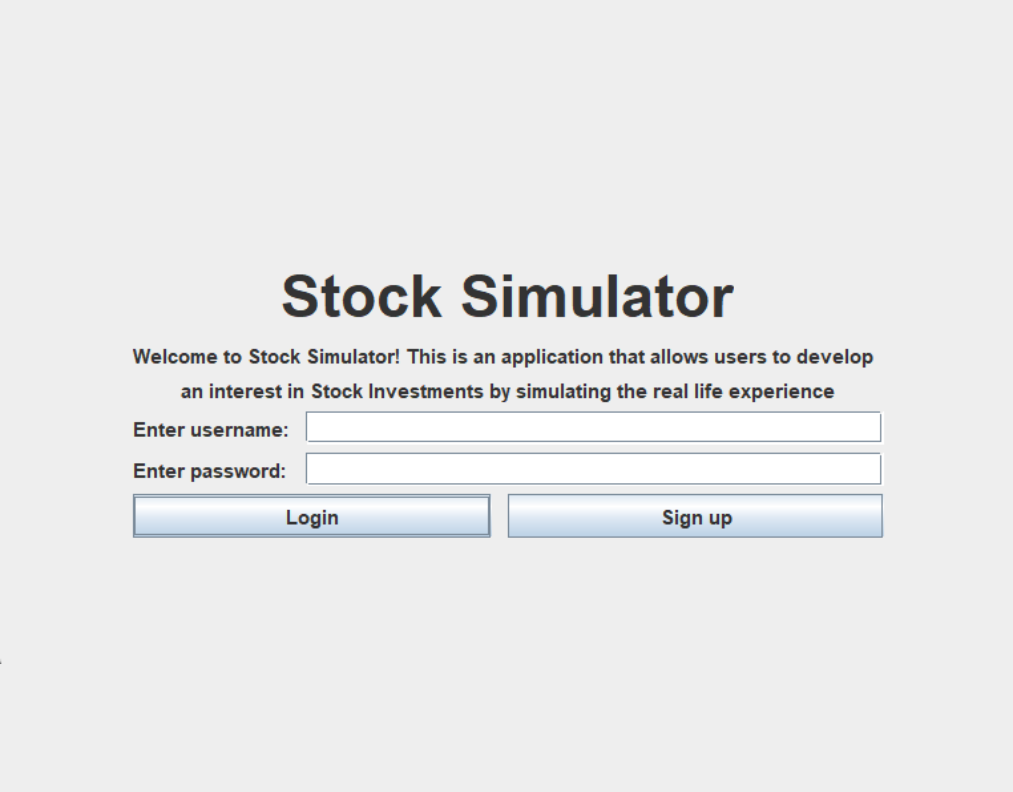 Stock Simulator
Welcome to Stock Simulator! This is an application that allows users to develop
an interest in Stock Investments by simulating the real life experience
Enter username:
Enter password:
Login Sign up